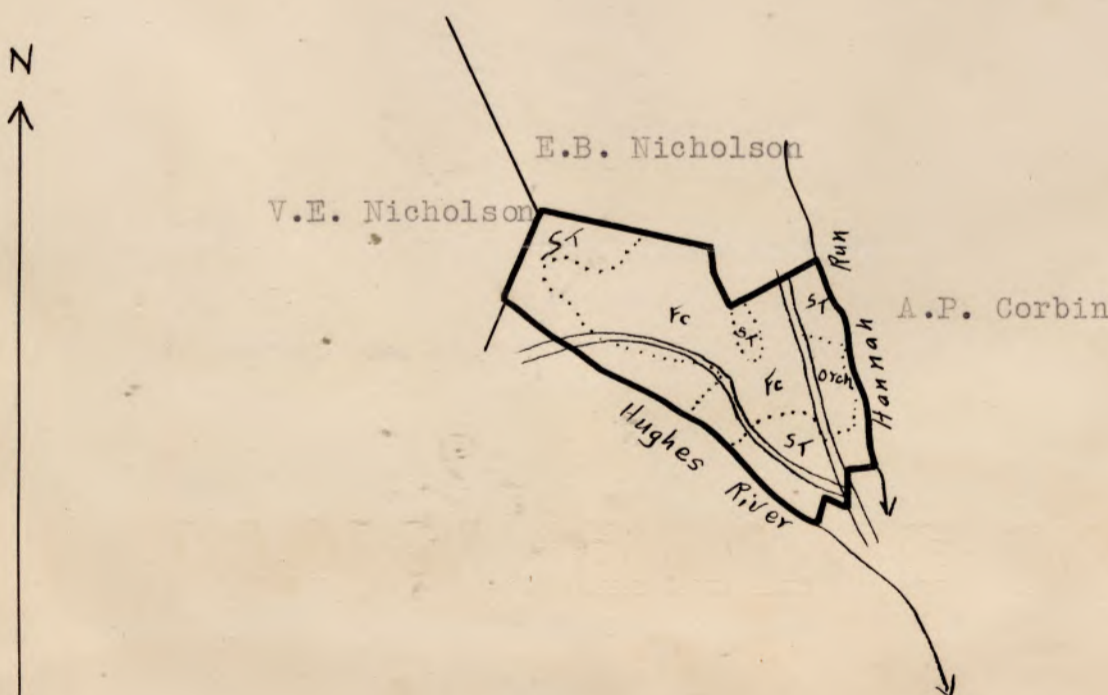 N
E.B. Nicholson
V.E. Nicholson
ST
Run
ST
A.P. Corbin
Fc
ST
Fc
Orch
Hannah
Hughes
ST
River